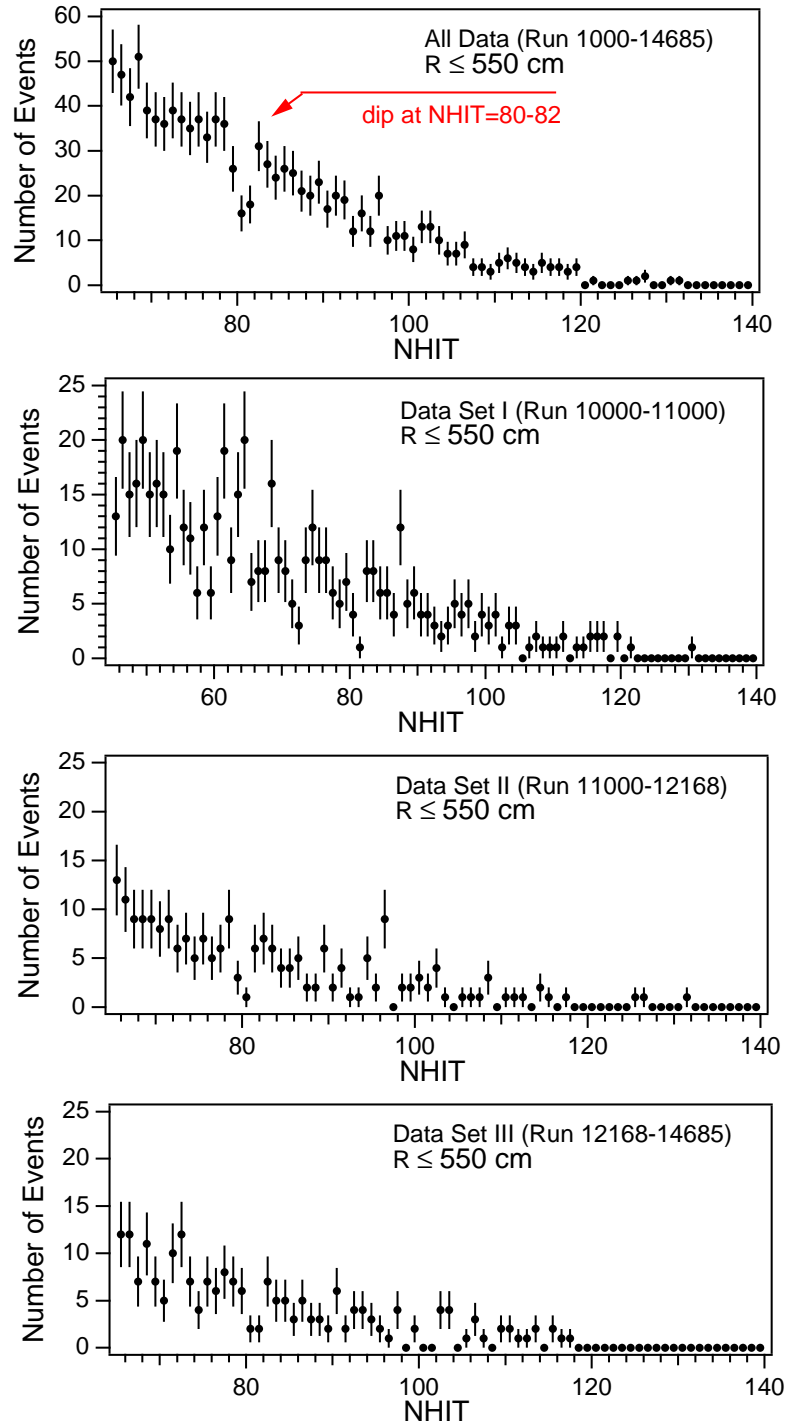 60
50
40
30
20
10
0
Number of Events
All Data (Run 1000-14685)
R ≤ 550 cm
dip at NHIT=80-82
80
100
120
140
NHIT
25
20
15
10
5
0
Number of Events
Data Set I (Run 10000-11000)
R ≤ 550 cm
60
80
100
120
140
NHIT
25
20
15
10
5
0
Number of Events
Data Set II (Run 11000-12168)
R ≤ 550 cm
80
100
120
140
NHIT
25
20
15
10
5
0
Number of Events
Data Set III (Run 12168-14685)
R ≤ 550 cm
80
100
120
140
NHIT